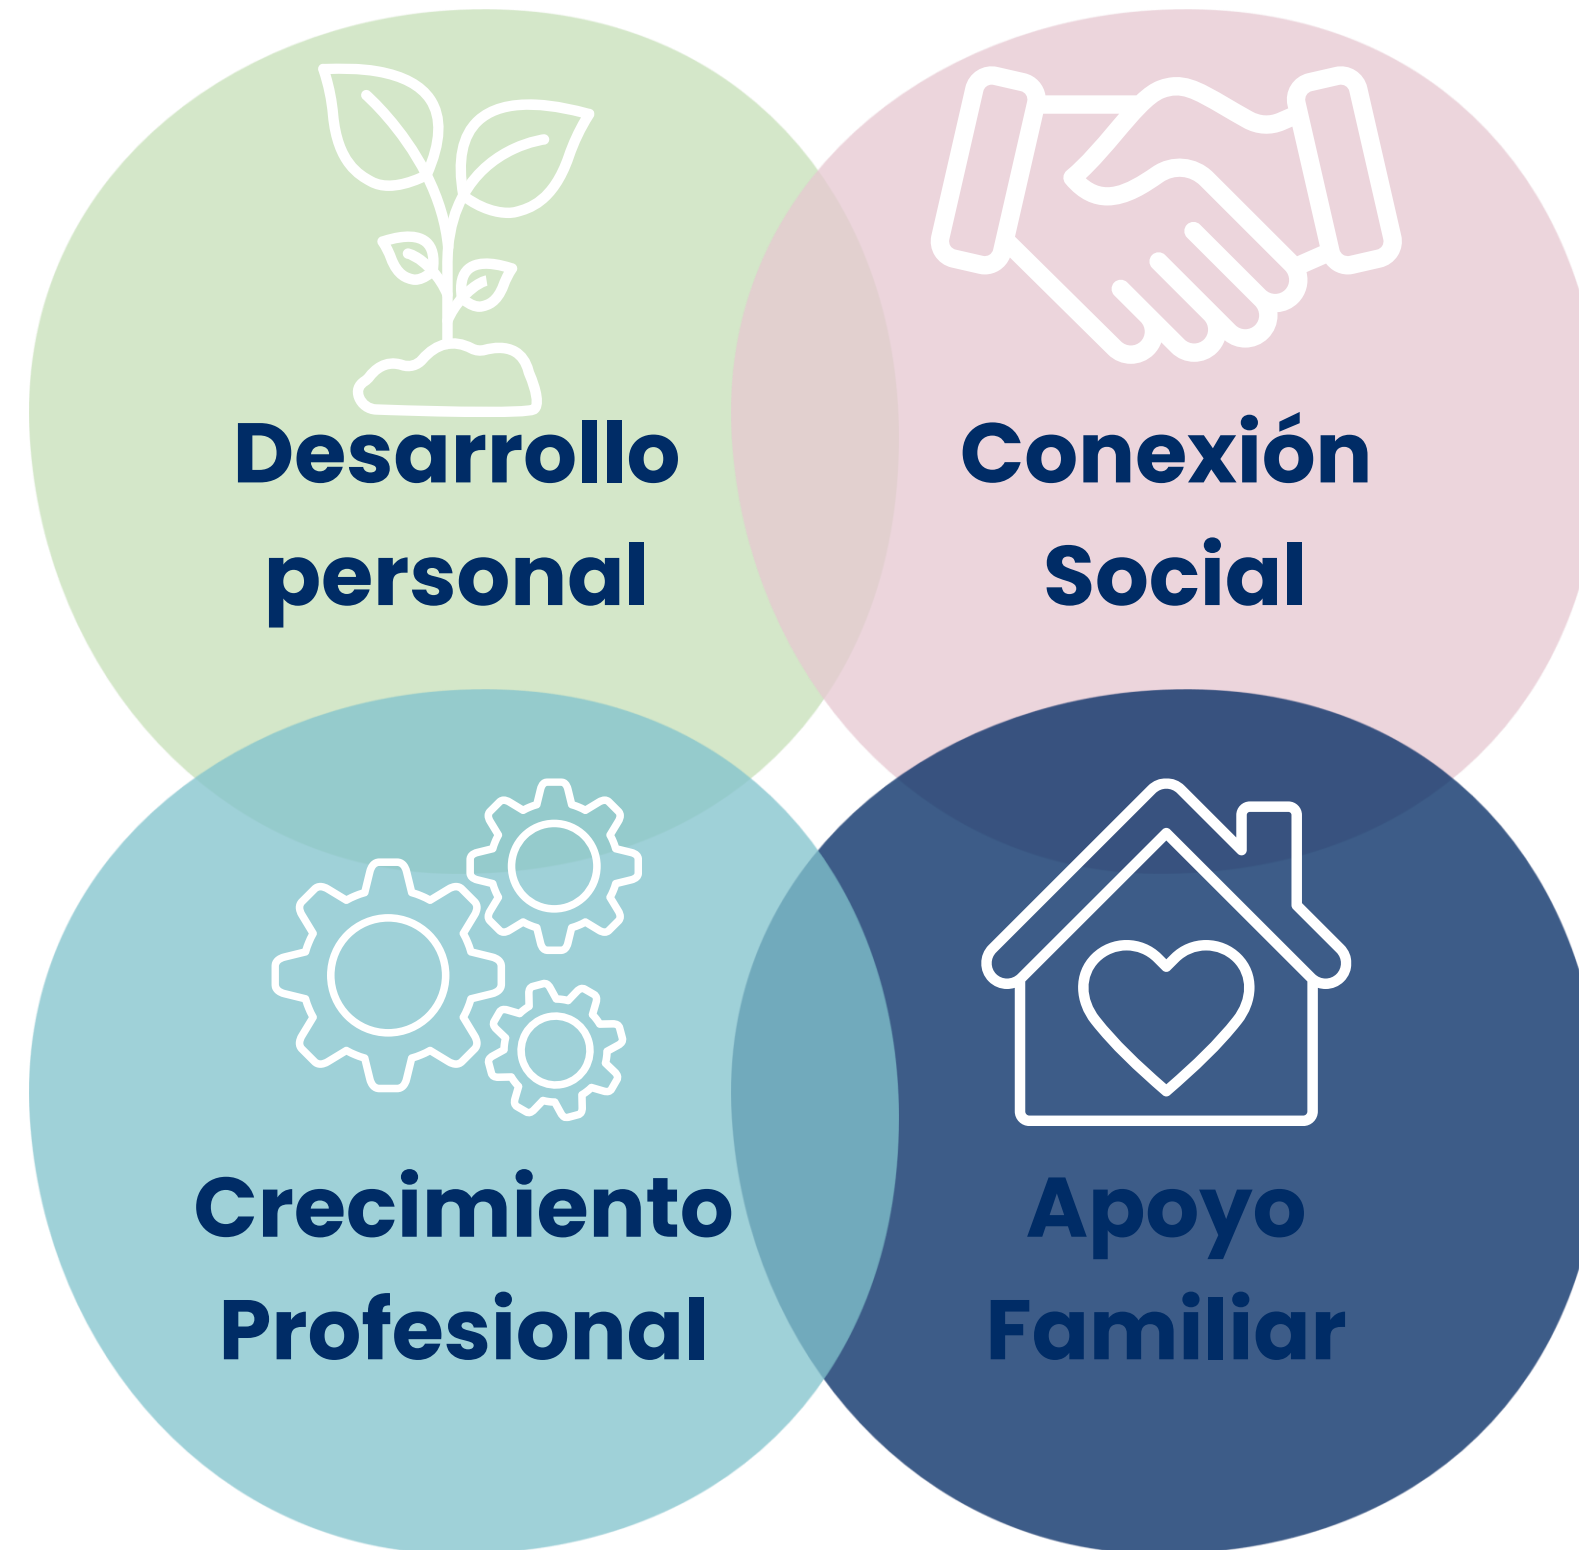 Desarrollo
personal
Conexión
Social
Crecimiento
Profesional
Apoyo
Familiar